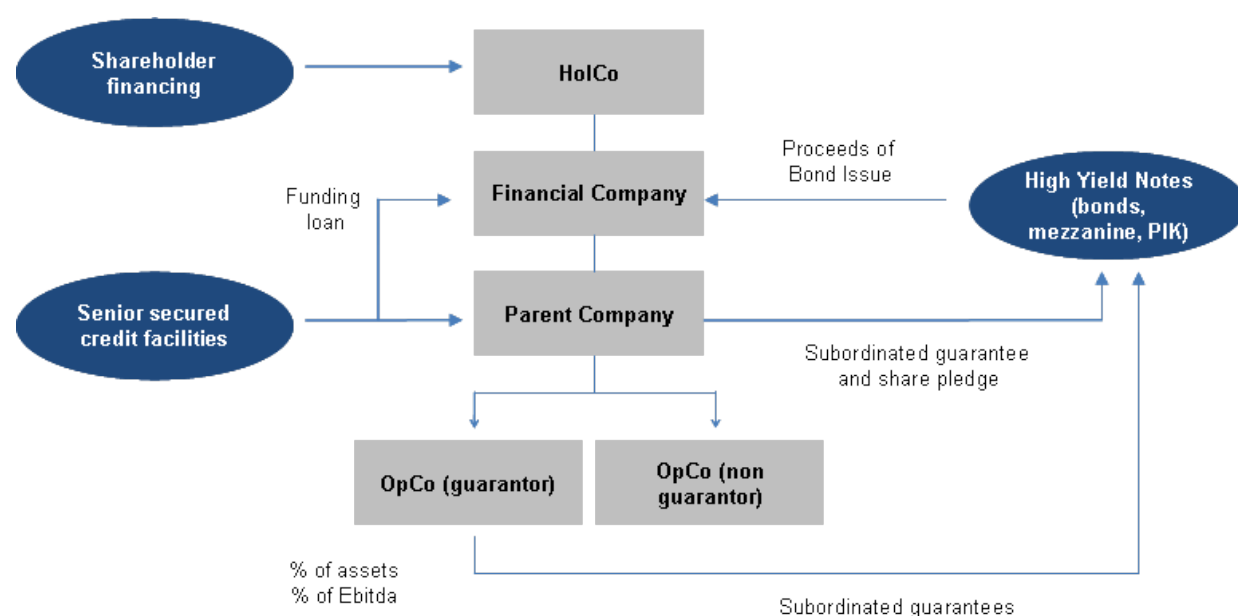 Shareholder
financing
HolCo
Proceeds of
Bond Issue
Funding
loan
Financial Company
High Yield Notes
(bonds,
mezzanine, PIK)
Senior secured
credit facilities
Parent Company
Subordinated guarantee
and share pledge
OpCo (guarantor)
OpCo (non
guarantor)
% of assets
% of Ebitda
Subordinated guarantees